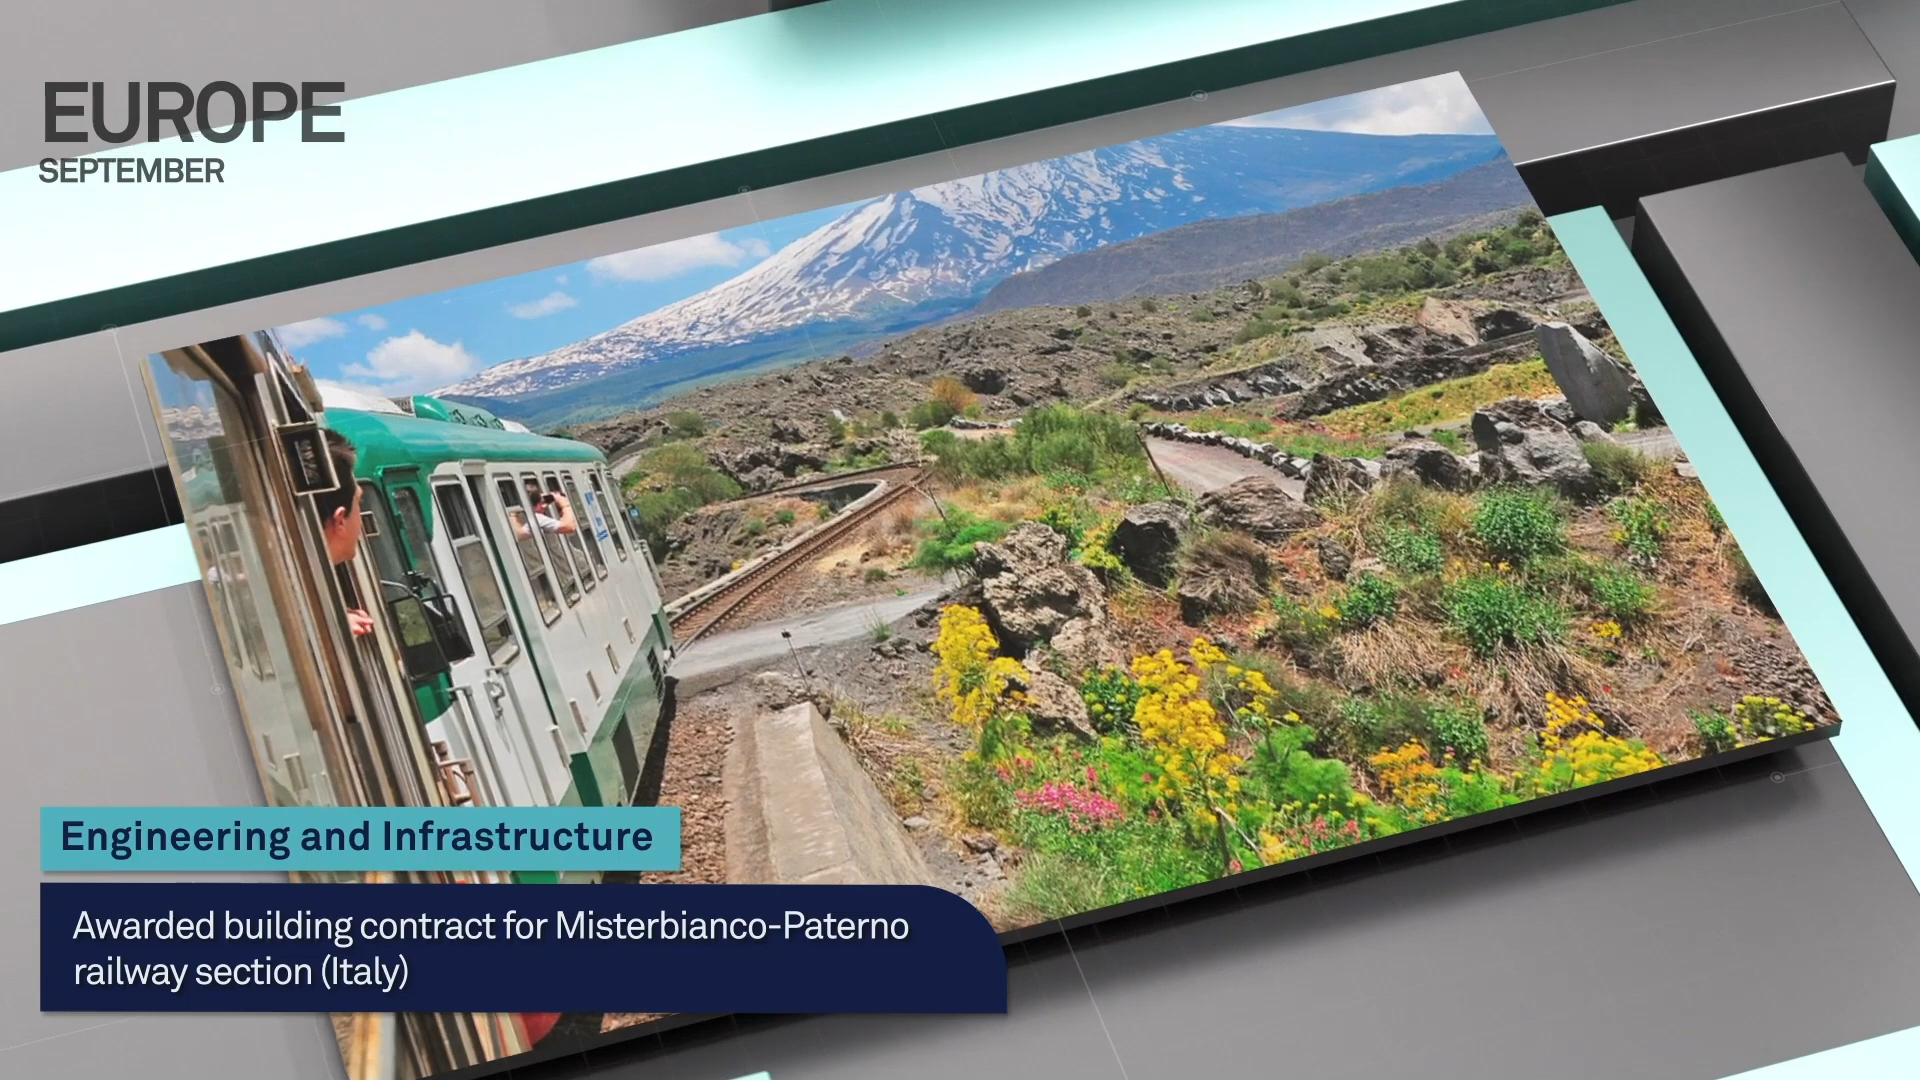 EUROPE
SEPTEMBER
Engineering and Infrastructure
Awarded building contract for Misterbianco-Paterno
railway section (Italy)